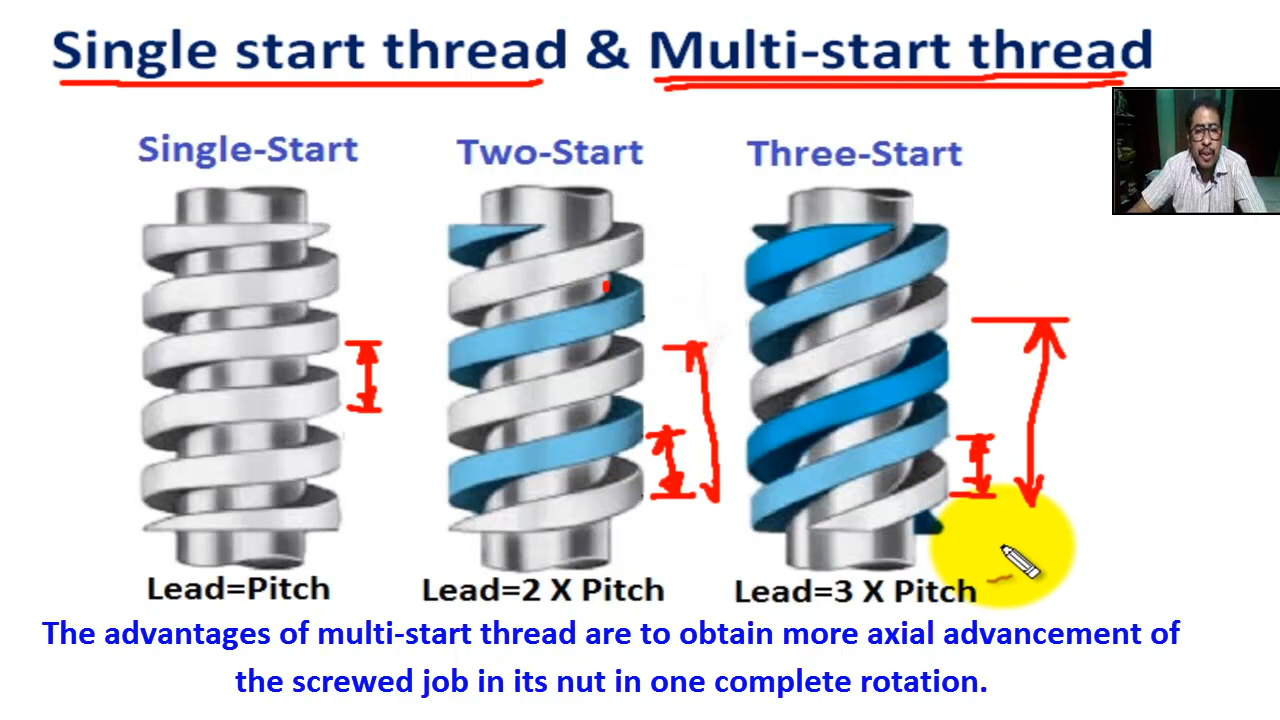 Single start thread & Multi-start thread
Single-Start
Two-Start
Three-Start
Lead=Pitch
Lead=2 X Pitch
Lead=3 X Pitch
The advantages of multi-start thread are to obtain more axial advancement of
the screwed job in its nut in one complete rotation.